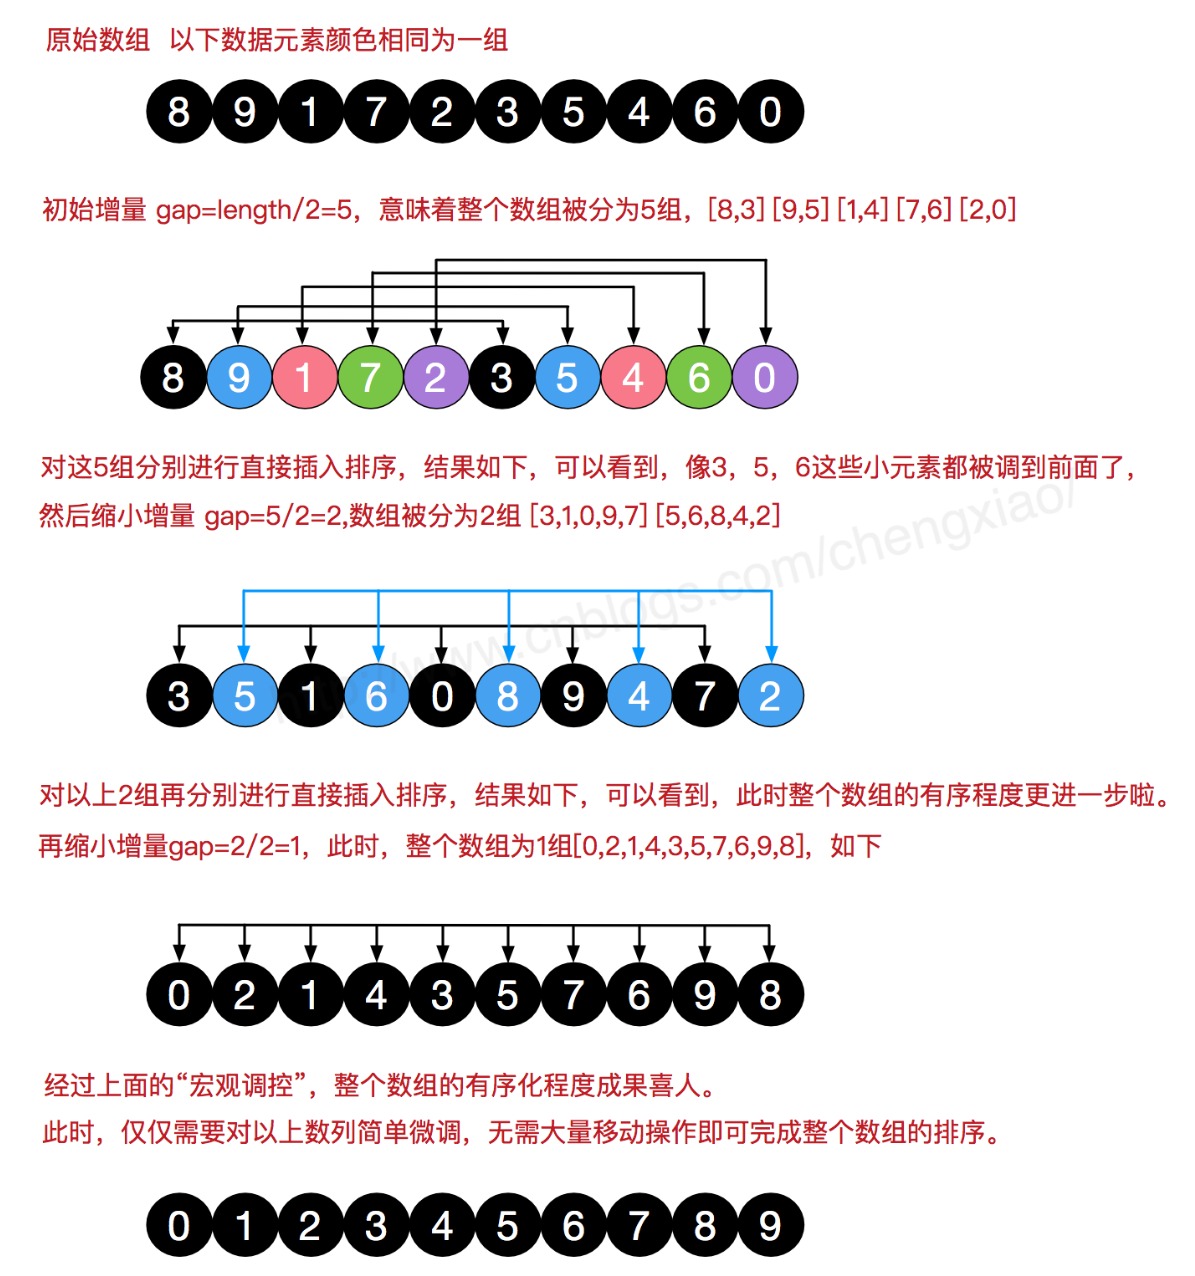 原始数组  以下数据元素颜色相同为一组
8 9 1 7 2 3 5 4 6 0
初始增量 gap=length/2=5，意味着整个数组被分为5组，[8,3][9,5][1,4][7,6][2,0]
8 9 1 7 2 3 5 4 6 0
对这5组分别进行直接插入排序，结果如下，可以看到，像3，5，6这些小元素都被调到前面了，
然后缩小增量 gap=5/2=2,数组被分为2组 [3,1,0,9,7][5,6,8,4,2]
http://www.cnblogs.com/chengxiao/
3 5 1 6 0 8 9 4 7 2
对以上2组再分别进行直接插入排序，结果如下，可以看到，此时整个数组的有序程度更进一步啦。
再缩小增量gap=2/2=1，此时，整个数组为1组[0,2,1,4,3,5,7,6,9,8]，如下
0 2 1 4 3 5 7 6 9 8
经过上面的“宏观调控”，整个数组的有序化程度成果喜人。
此时，仅仅需要对以上数列简单微调，无需大量移动操作即可完成整个数组的排序。
0 1 2 3 4 5 6 7 8 9